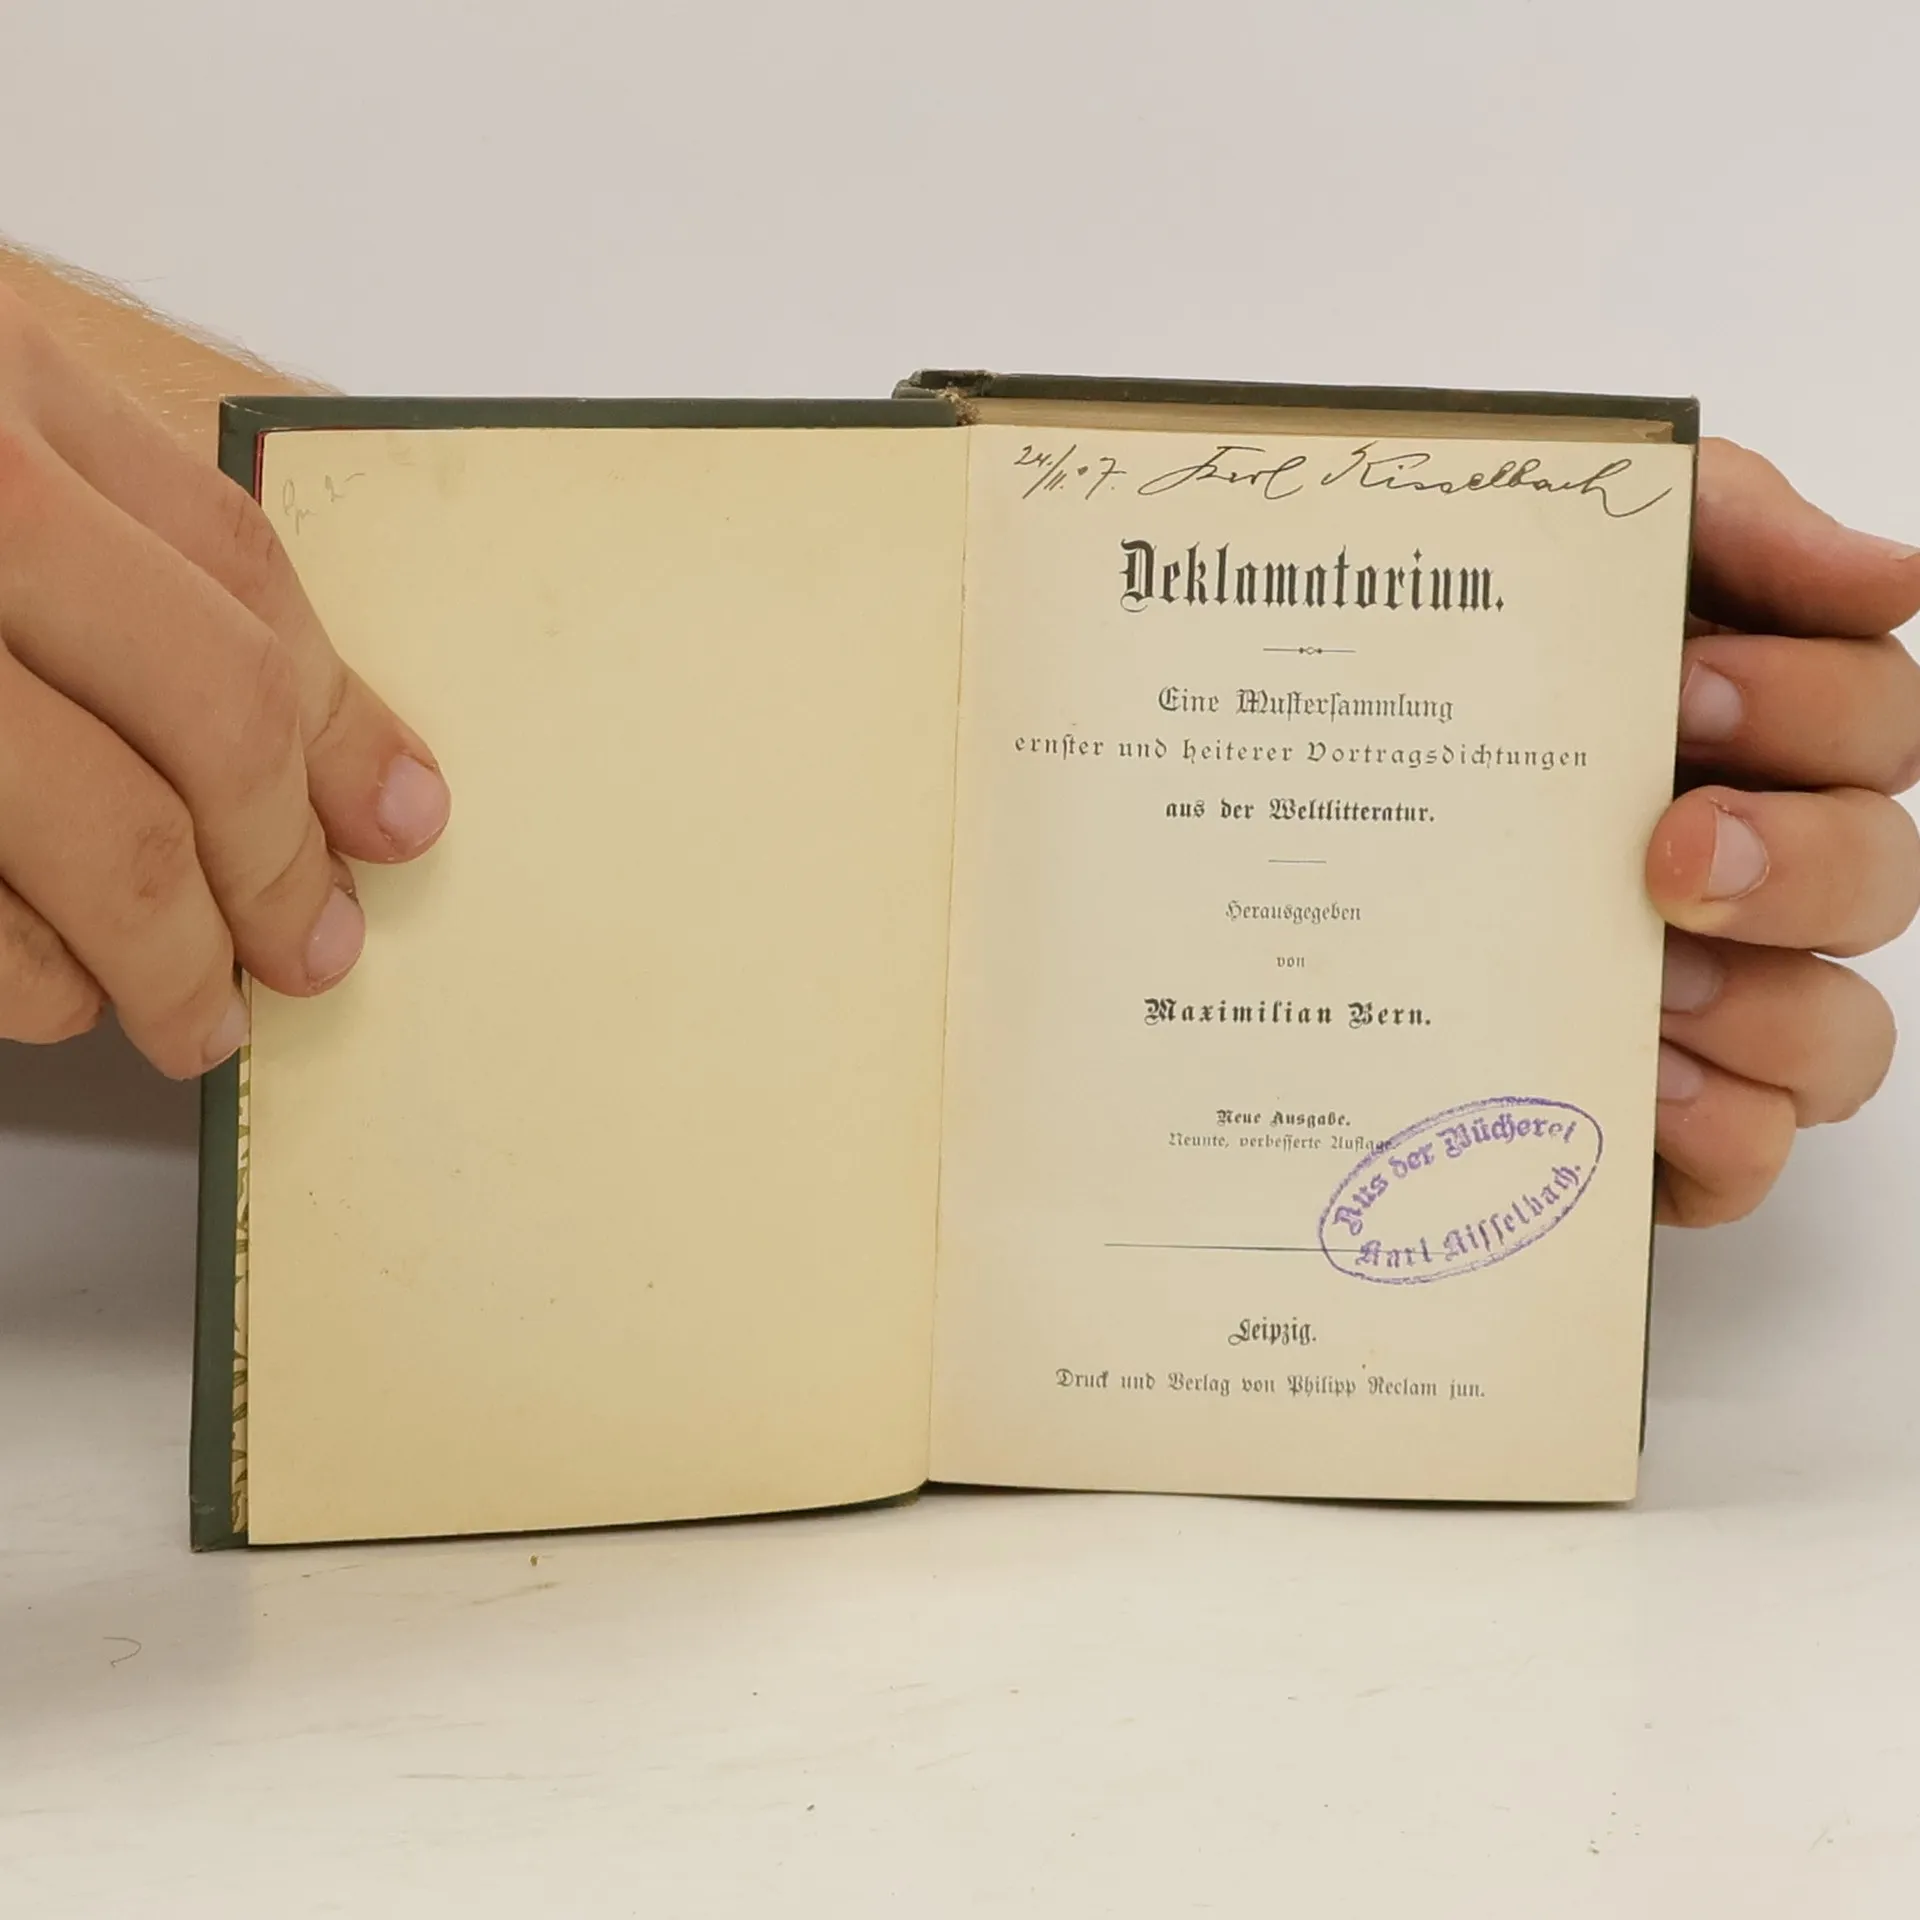 24./11.07. Karl Kisselbach
Deklamatorium.
Eine Muſterſammlung
ernſter und heiterer Vortragsdichtungen
aus der Weltlitteratur.
Herausgegeben
von
Maximilian Bern.
Neue Ausgabe.
Neunte, verbeſſerte Auflage.
Aus der Bücherei
Karl Kiſſelbach.
Leipzig.
Druck und Verlag von Philipp Reclam jun.